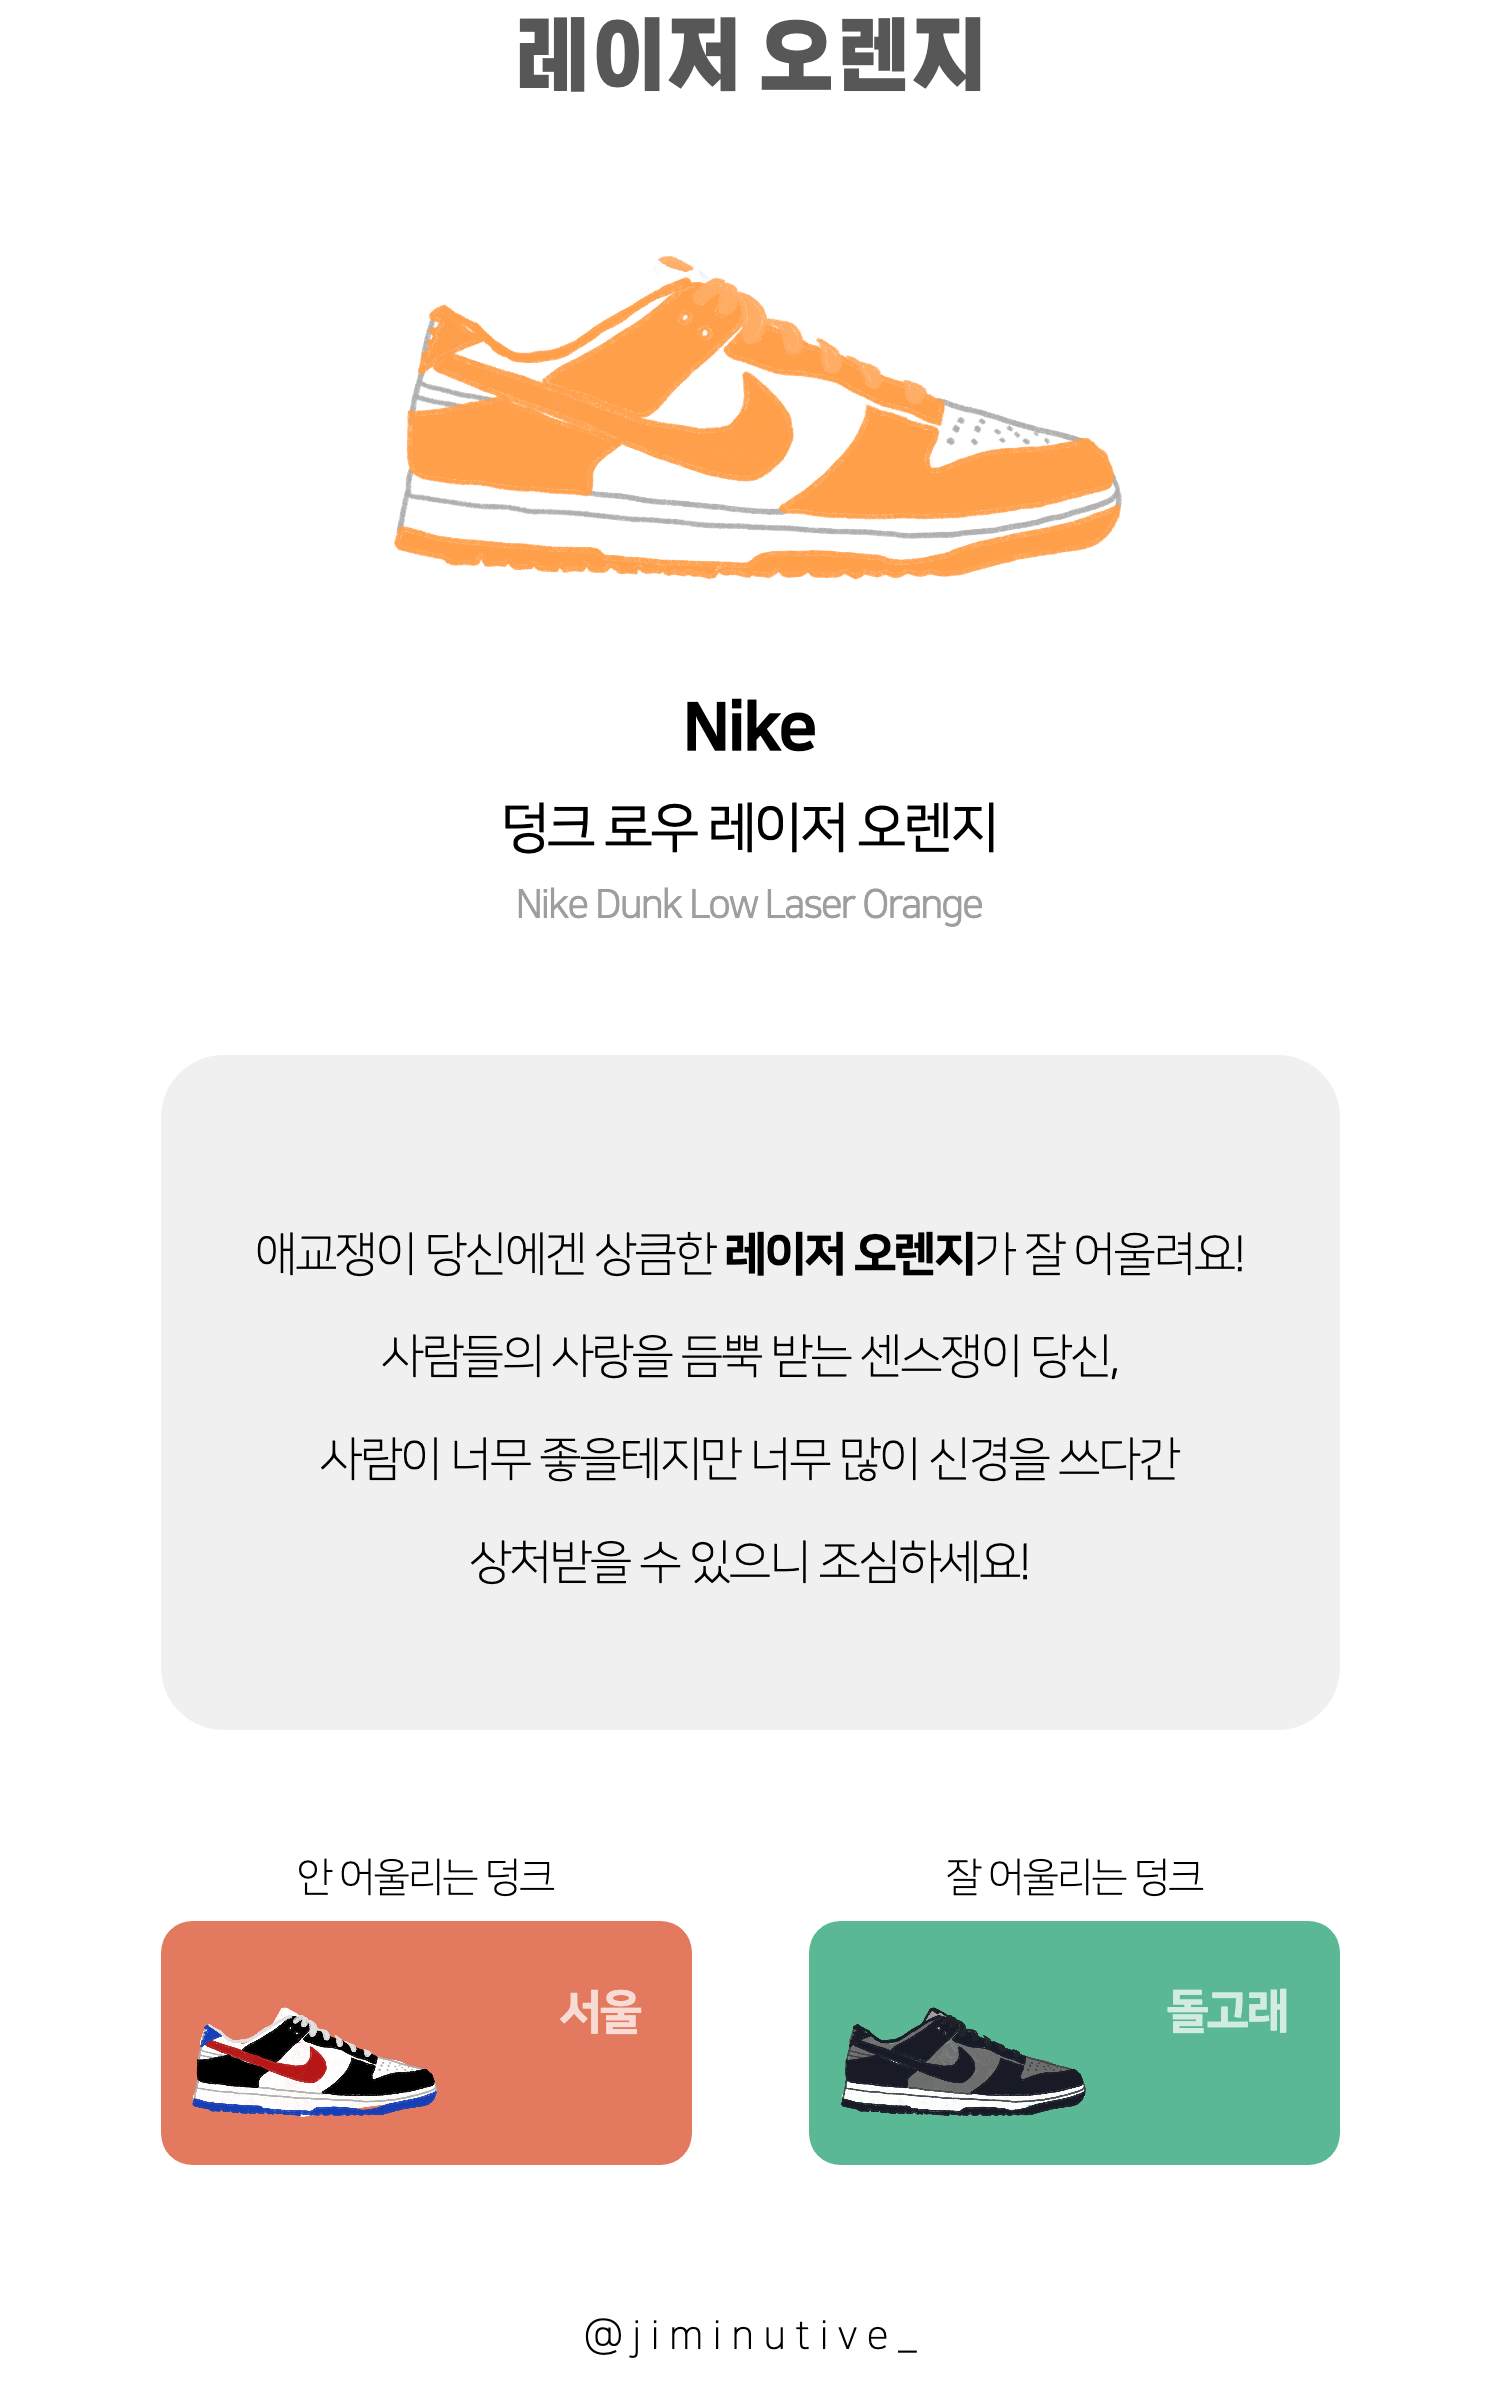 레이저 오렌지
Nike
덩크 로우 레이저 오렌지
Nike Dunk Low Laser Orange
애교쟁이 당신에겐 상큼한 레이저 오렌지가 잘 어울려요!
사람들의 사랑을 듬뿍 받는 센스쟁이 당신,
사람이 너무 좋을테지만 너무 많이 신경을 쓰다간
상처받을 수 있으니 조심하세요!
안 어울리는 덩크
서울
잘 어울리는 덩크
돌고래
@jiminutive_